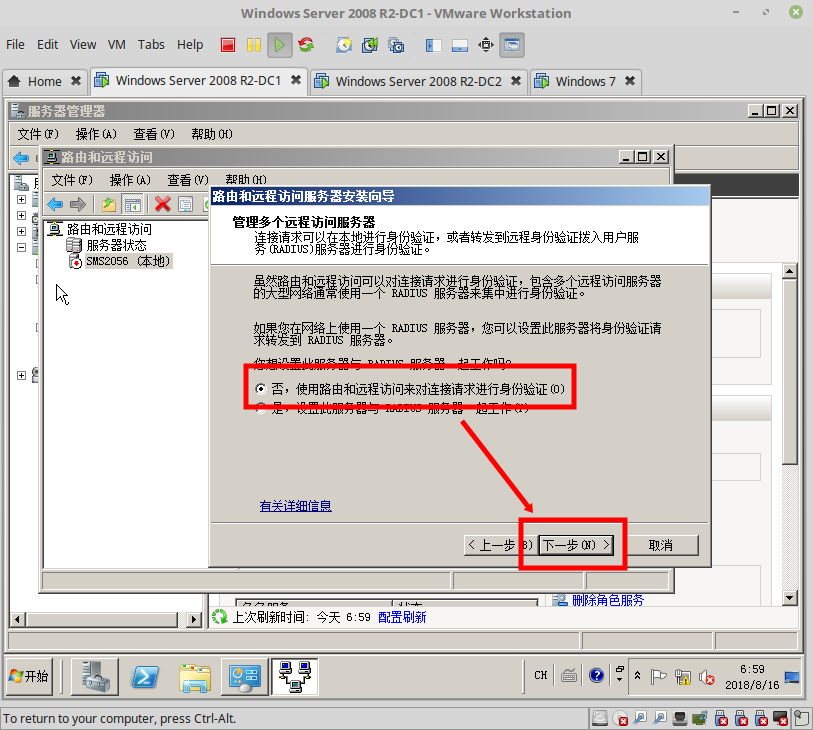 Windows Server 2008 R2-DC1 - VMware Workstation
File Edit View VM Tabs Help
Home Windows Server 2008 R2-DC1 Windows Server 2008 R2-DC2 Windows 7
服务器管理器
文件(F) 操作(A) 查看(V) 帮助(H)
路由和远程访问
文件(F) 操作(A) 查看(V) 帮助(H)
路由和远程访问
服务器状态
SMS2056 (本地)
路由和远程访问服务器安装向导
管理多个远程访问服务器
连接请求可以在本地进行身份验证，或者转发到远程身份验证拨入用户服
务(RADIUS)服务器进行身份验证。
虽然路由和远程访问可以对连接请求进行身份验证，包含多个远程访问服务器
的大型网络通常使用一个 RADIUS 服务器来集中进行身份验证。
如果您在网络上使用一个 RADIUS 服务器，您可以设置此服务器将身份验证请
求转发到 RADIUS 服务器。
您想设置此服务器与 RADIUS 服务器一起工作吗?
否，使用路由和远程访问来对连接请求进行身份验证(O)
是，设置此服务器与 RADIUS 服务器一起工作(Y)
有关详细信息
< 上一步(B) 下一步(N) > 取消
角色服务 状态
删除角色服务
上次刷新时间: 今天 6:59 配置刷新
开始
CH
6:59
2018/8/16
To return to your computer, press Ctrl-Alt.